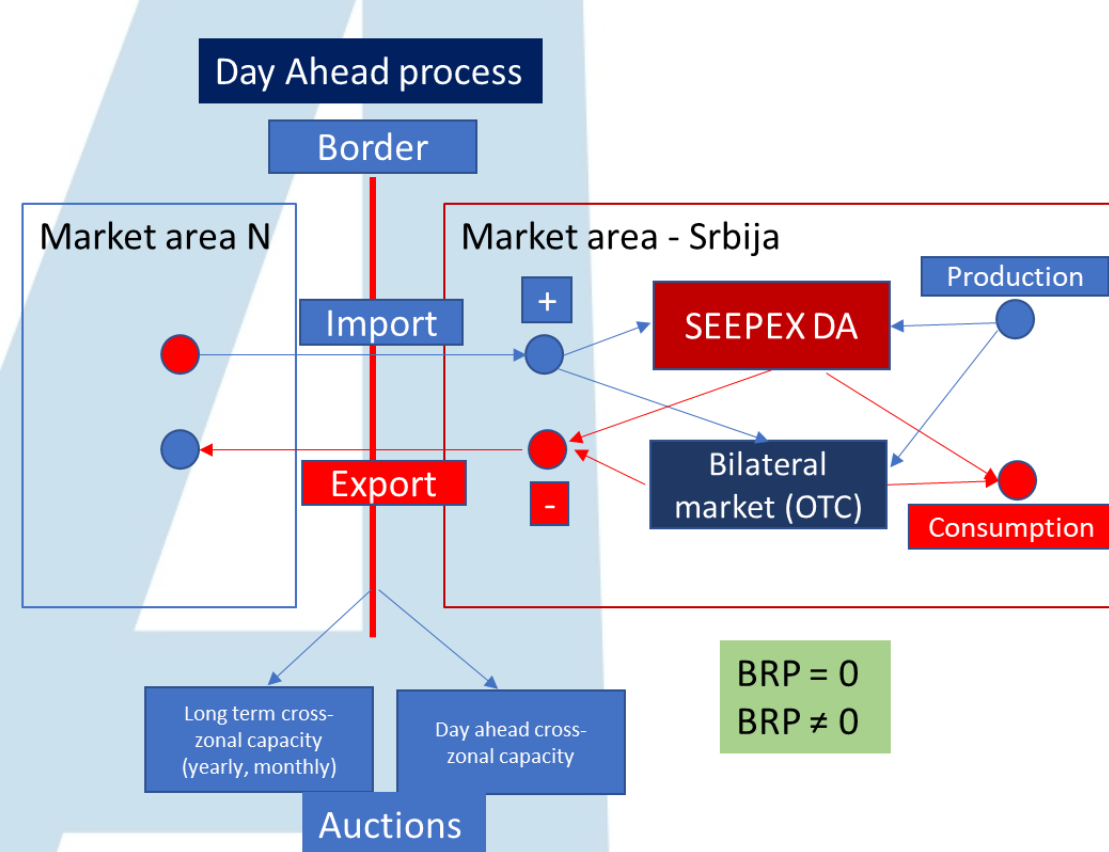 Day Ahead process
Border
Market area N
Market area - Srbija
Import
+
SEEPEX DA
Production
Export
-
Bilateral
market (OTC)
Consumption
BRP = 0
BRP ≠ 0
Long term cross-
zonal capacity
(yearly, monthly)
Day ahead cross-
zonal capacity
Auctions